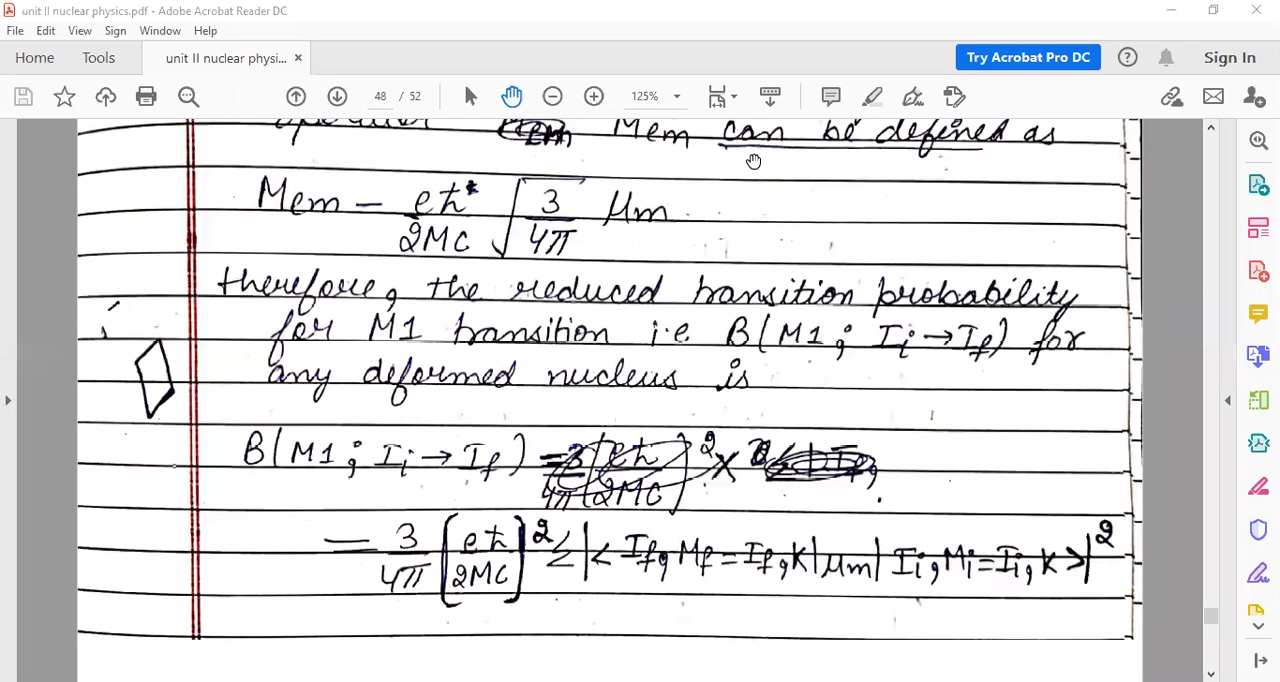 unit II nuclear physics.pdf - Adobe Acrobat Reader DC
File Edit View Sign Window Help
Home Tools unit II nuclear physi... × Try Acrobat Pro DC Sign In
48 / 52 125%
Mem can be defined as
Mem - eħ/2MC √3/4π μm
therefore, the reduced transition probability
for M1 transition i.e B(M1; Ii → If) for
any deformed nucleus is
B(M1; Ii → If) =
= 3/4π [eħ/2MC]² ≤ |< If, Mf = If, K|μm| Ii, Mi = Ii, K >|²